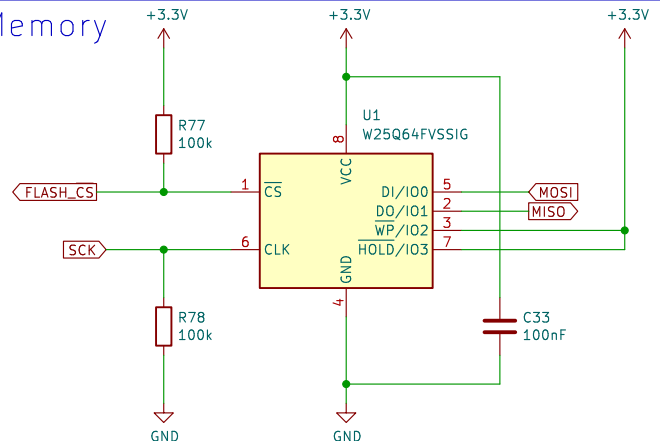 Memory
+3.3V
+3.3V
+3.3V
U1
W25Q64FVSSIG
R77
100k
8
VCC
FLASH_CS
1
CS
DI/IO0
5
MOSI
DO/IO1
2
MISO
WP/IO2
3
SCK
6
CLK
HOLD/IO3
7
GND
4
R78
100k
C33
100nF
GND
GND